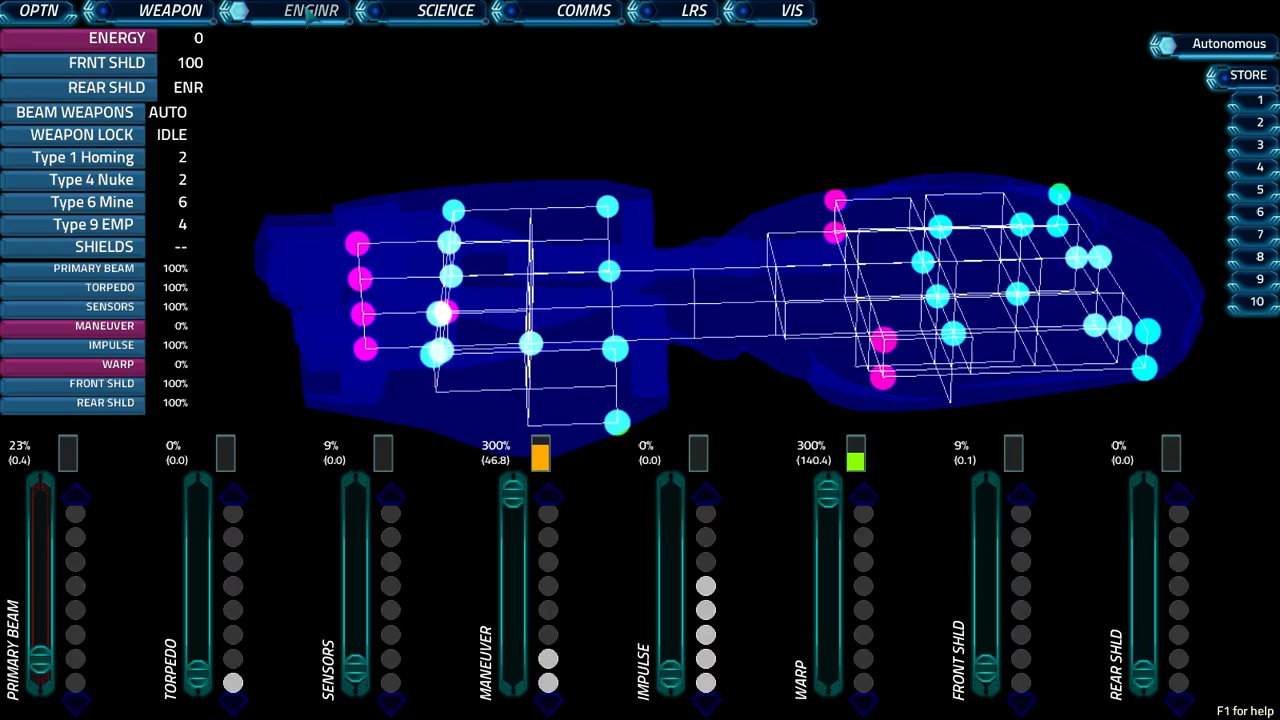 OPTN WEAPON ENGINR SCIENCE COMMS LRS VIS
ENERGY 0
FRNT SHLD 100
REAR SHLD ENR
BEAM WEAPONS AUTO
WEAPON LOCK IDLE
Type 1 Homing 2
Type 4 Nuke 2
Type 6 Mine 6
Type 9 EMP 4
SHIELDS --
PRIMARY BEAM 100%
TORPEDO 100%
SENSORS 100%
MANEUVER 0%
IMPULSE 100%
WARP 0%
FRONT SHLD 100%
REAR SHLD 100%
Autonomous
STORE
1
2
3
4
5
6
7
8
9
10
23% 0% 9% 300% 0% 300% 9% 0%
(0.4) (0.0) (0.0) (46.8) (0.0) (140.4) (0.1) (0.0)
PRIMARY BEAM
TORPEDO
SENSORS
MANEUVER
IMPULSE
WARP
FRONT SHLD
REAR SHLD
F1 for help